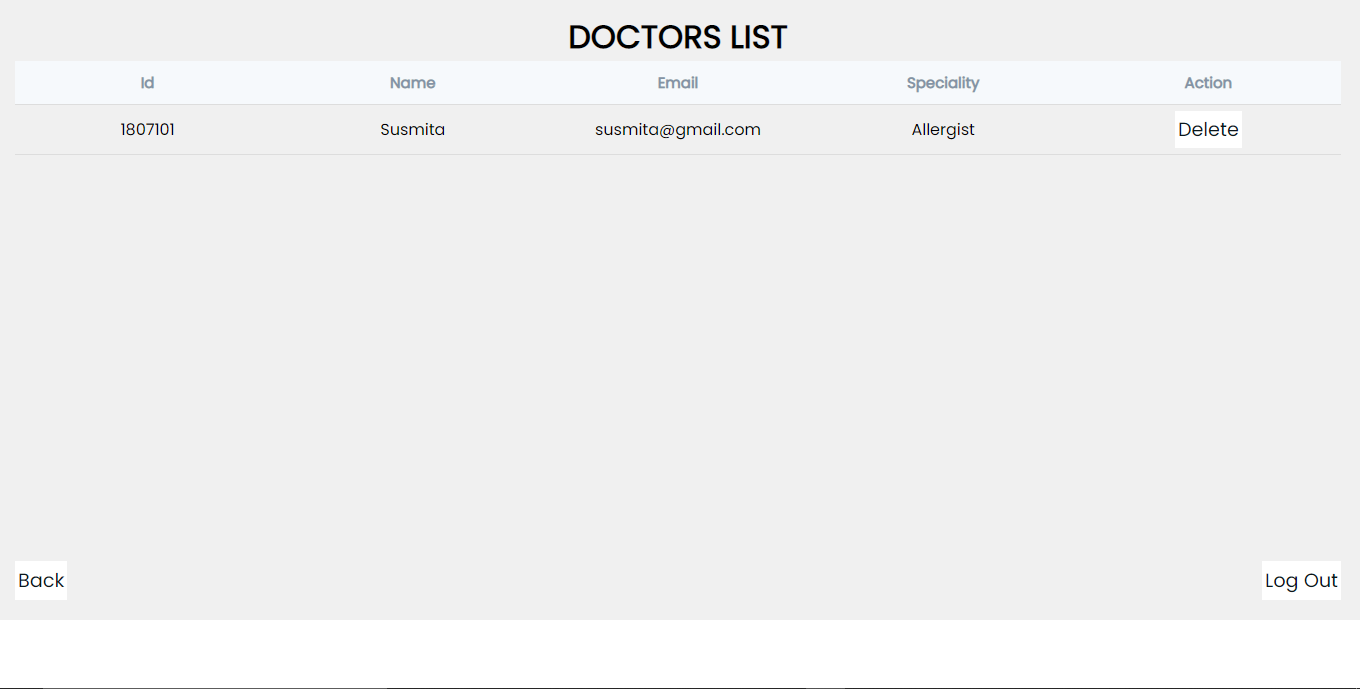 DOCTORS LIST
Id Name Email Speciality Action
1807101 Susmita susmita@gmail.com Allergist Delete
Back Log Out